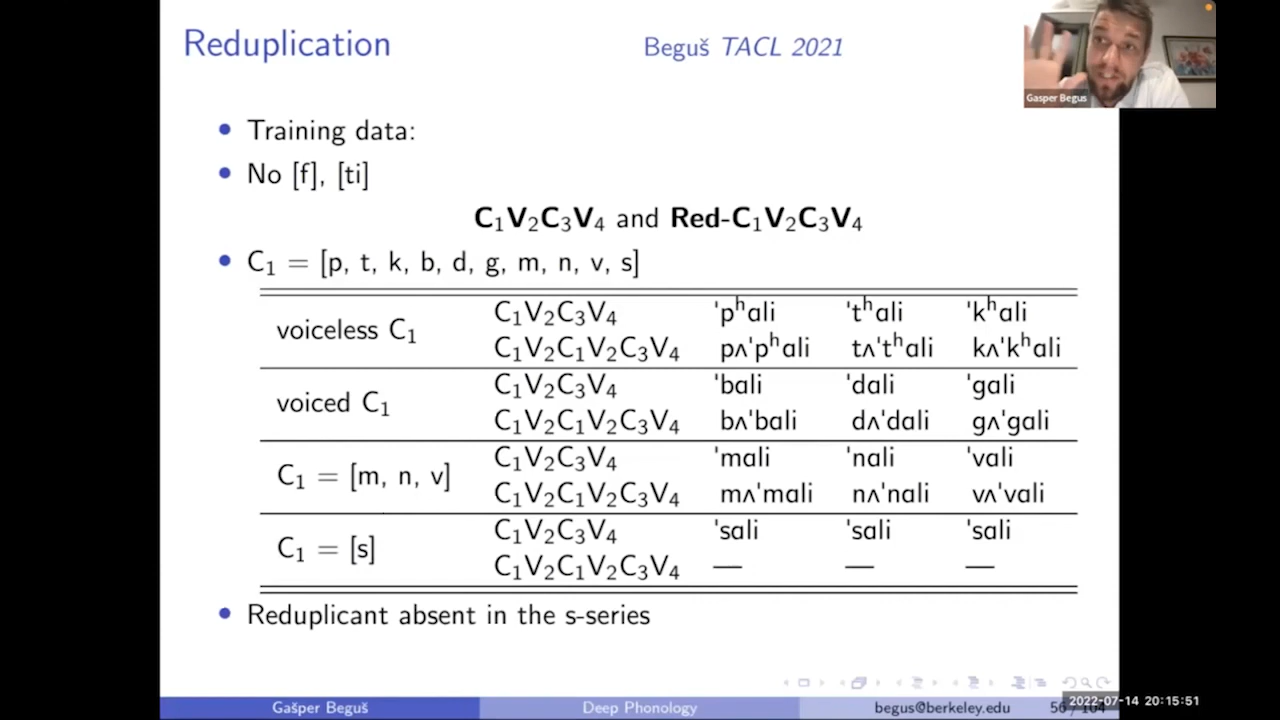 Reduplication Beguš TACL 2021
Gasper Begus
• Training data:
• No [f], [ti]
C₁V₂C₃V₄ and Red-C₁V₂C₃V₄
• C₁ = [p, t, k, b, d, g, m, n, v, s]
voiceless C₁
C₁V₂C₃V₄ ˈpʰali ˈtʰali ˈkʰali
C₁V₂C₁V₂C₃V₄ pʌˈpʰali tʌˈtʰali kʌˈkʰali
voiced C₁
C₁V₂C₃V₄ ˈbali ˈdali ˈgali
C₁V₂C₁V₂C₃V₄ bʌˈbali dʌˈdali gʌˈgali
C₁ = [m, n, v]
C₁V₂C₃V₄ ˈmali ˈnali ˈvali
C₁V₂C₁V₂C₃V₄ mʌˈmali nʌˈnali vʌˈvali
C₁ = [s]
C₁V₂C₃V₄ ˈsali ˈsali ˈsali
C₁V₂C₁V₂C₃V₄ — — —
• Reduplicant absent in the s-series
Gašper Beguš Deep Phonology begus@berkeley.edu
2022-07-14 20:15:51